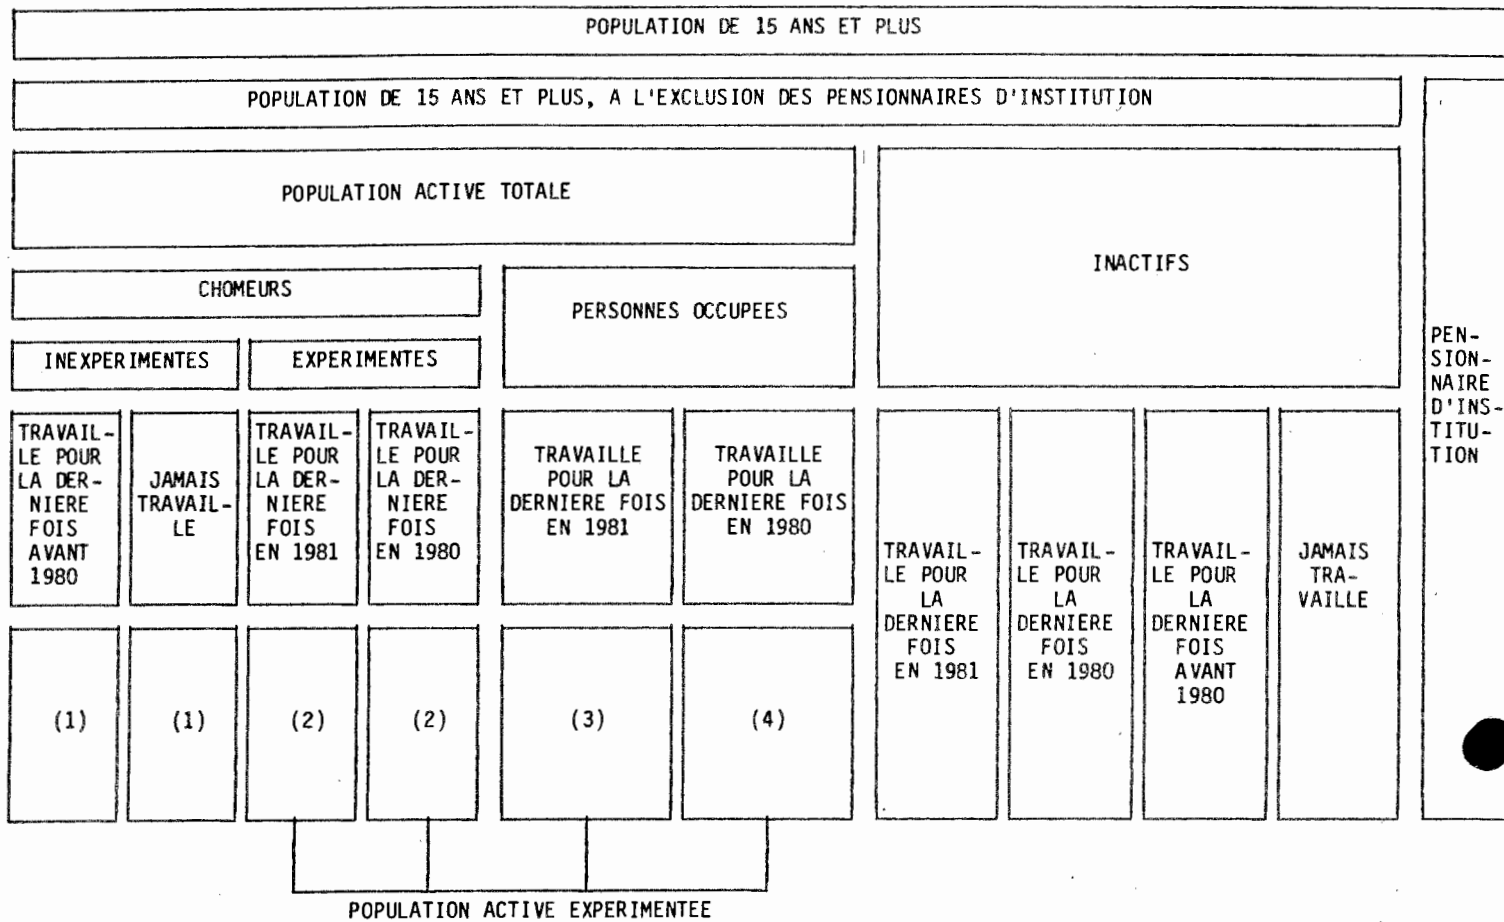 POPULATION DE 15 ANS ET PLUS
POPULATION DE 15 ANS ET PLUS, A L'EXCLUSION DES PENSIONNAIRES D'INSTITUTION
POPULATION ACTIVE TOTALE
INACTIFS
PEN-
SION-
NAIRE
D'INS-
TITU-
TION
CHOMEURS
PERSONNES OCCUPEES
INEXPERIMENTES
EXPERIMENTES
TRAVAIL-
LE POUR
LA DER-
NIERE
FOIS
AVANT
1980
JAMAIS
TRAVAIL-
LE
TRAVAIL-
LE POUR
LA DER-
NIERE
FOIS
EN 1981
TRAVAIL-
LE POUR
LA DER-
NIERE
FOIS
EN 1980
TRAVAILLE
POUR LA
DERNIERE FOIS
EN 1981
TRAVAILLE
POUR LA
DERNIERE FOIS
EN 1980
TRAVAIL-
LE POUR
LA
DERNIERE
FOIS
EN 1981
TRAVAIL-
LE POUR
LA
DERNIERE
FOIS
EN 1980
TRAVAIL-
LE POUR
LA
DERNIERE
FOIS
AVANT
1980
JAMAIS
TRA-
VAILLE
(1)
(1)
(2)
(2)
(3)
(4)
POPULATION ACTIVE EXPERIMENTEE